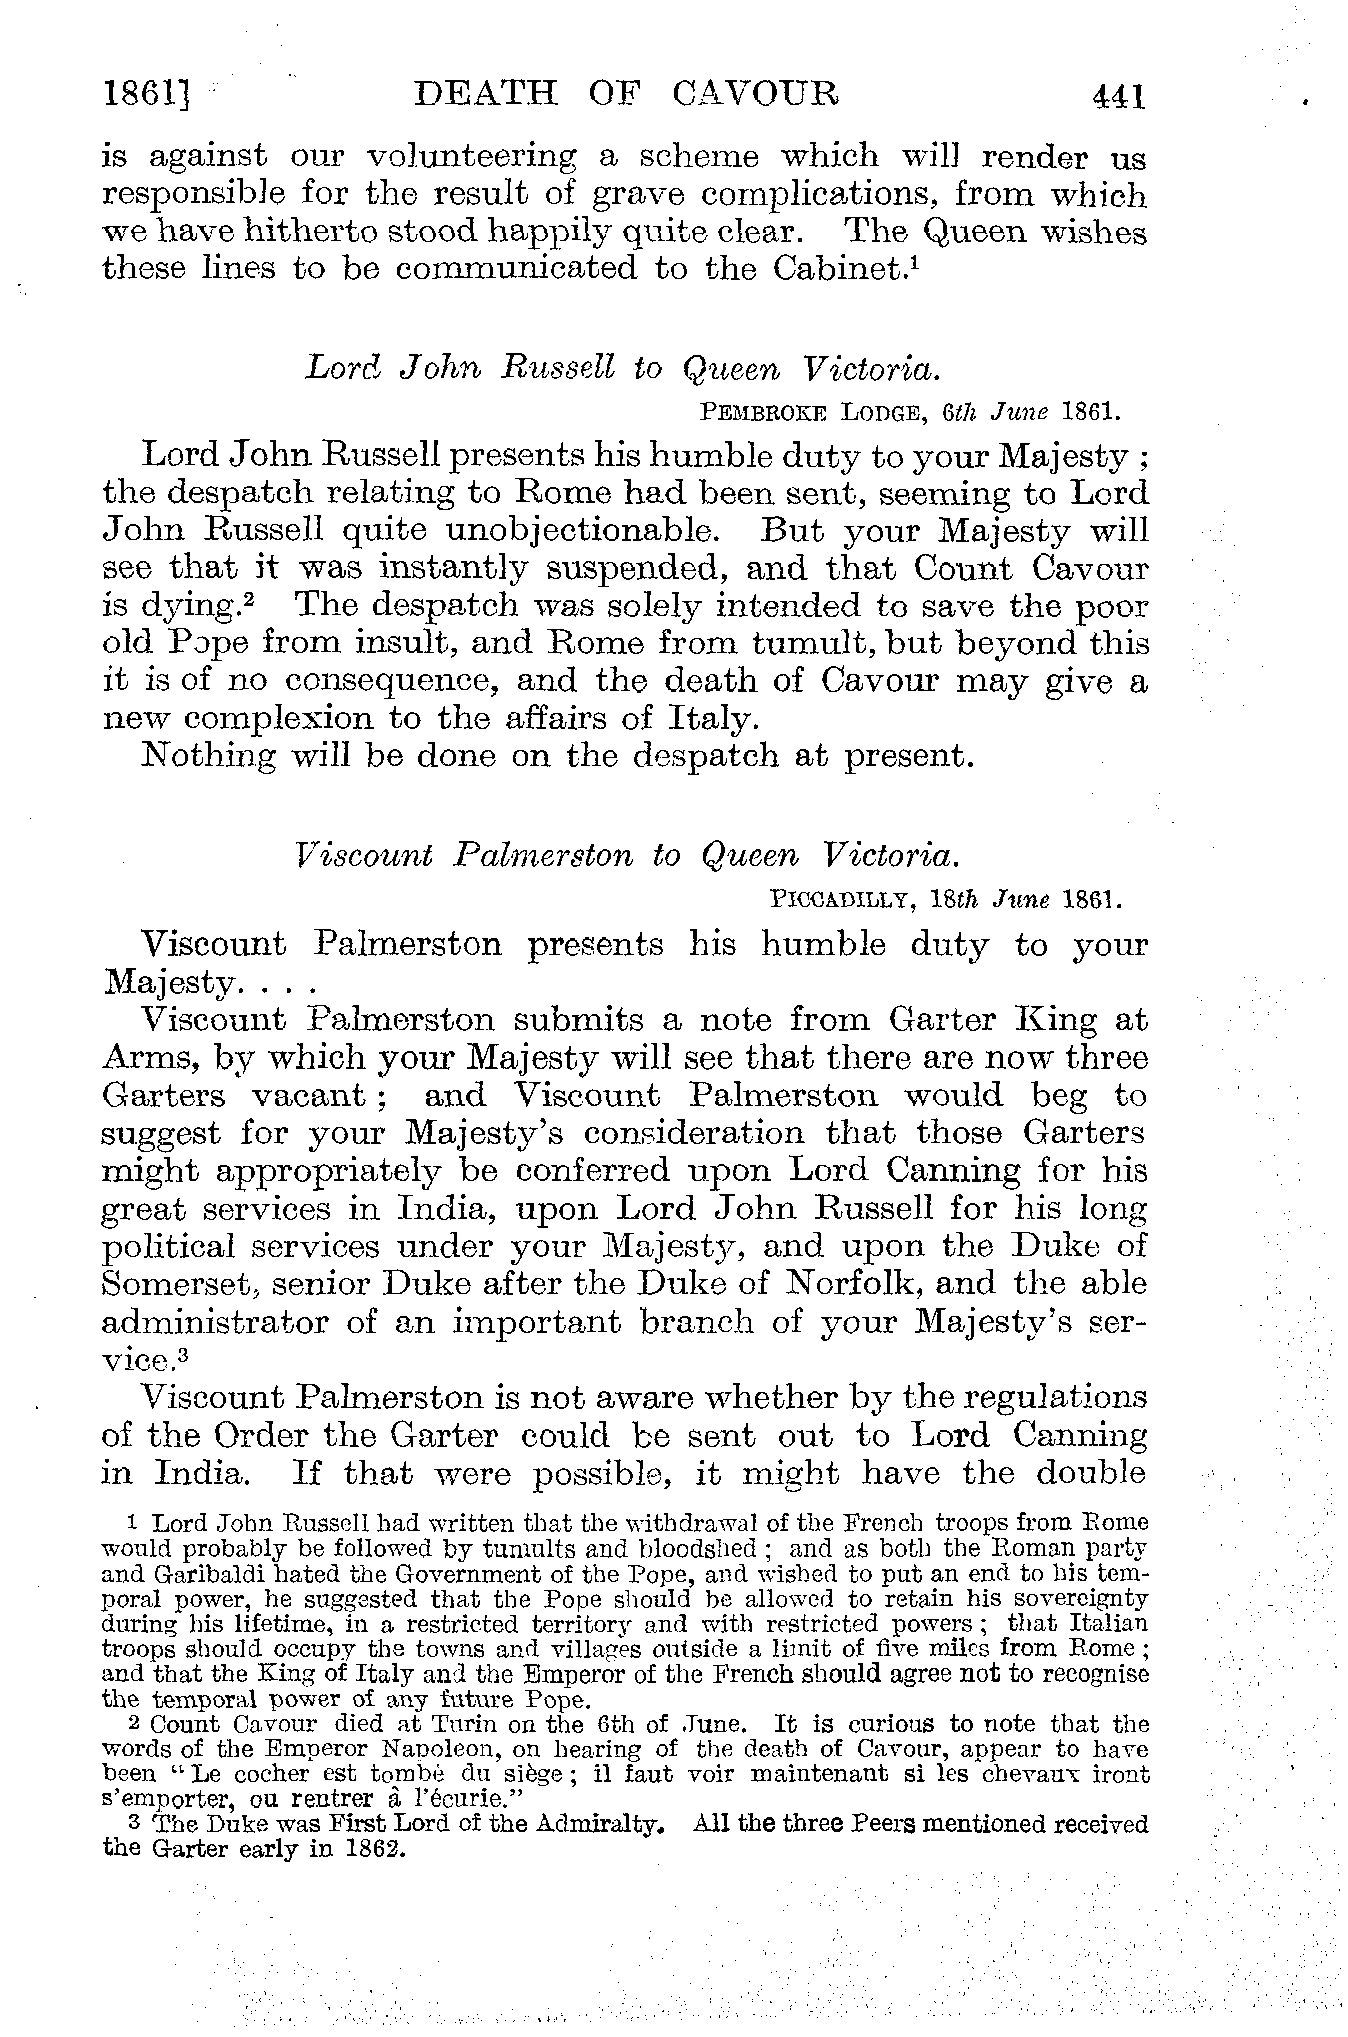 1861] DEATH OF CAVOUR 441
is against our volunteering a scheme which will render us
responsible for the result of grave complications, from which
we have hitherto stood happily quite clear. The Queen wishes
these lines to be communicated to the Cabinet.¹
Lord John Russell to Queen Victoria.
PEMBROKE LODGE, 6th June 1861.
Lord John Russell presents his humble duty to your Majesty ;
the despatch relating to Rome had been sent, seeming to Lord
John Russell quite unobjectionable. But your Majesty will
see that it was instantly suspended, and that Count Cavour
is dying.² The despatch was solely intended to save the poor
old Pope from insult, and Rome from tumult, but beyond this
it is of no consequence, and the death of Cavour may give a
new complexion to the affairs of Italy.
Nothing will be done on the despatch at present.
Viscount Palmerston to Queen Victoria.
PICCADILLY, 18th June 1861.
Viscount Palmerston presents his humble duty to your
Majesty. . . .
Viscount Palmerston submits a note from Garter King at
Arms, by which your Majesty will see that there are now three
Garters vacant ; and Viscount Palmerston would beg to
suggest for your Majesty's consideration that those Garters
might appropriately be conferred upon Lord Canning for his
great services in India, upon Lord John Russell for his long
political services under your Majesty, and upon the Duke of
Somerset, senior Duke after the Duke of Norfolk, and the able
administrator of an important branch of your Majesty's ser-
vice.³
Viscount Palmerston is not aware whether by the regulations
of the Order the Garter could be sent out to Lord Canning
in India. If that were possible, it might have the double
1 Lord John Russell had written that the withdrawal of the French troops from Rome
would probably be followed by tumults and bloodshed ; and as both the Roman party
and Garibaldi hated the Government of the Pope, and wished to put an end to his tem-
poral power, he suggested that the Pope should be allowed to retain his sovereignty
during his lifetime, in a restricted territory and with restricted powers ; that Italian
troops should occupy the towns and villages outside a limit of five miles from Rome ;
and that the King of Italy and the Emperor of the French should agree not to recognise
the temporal power of any future Pope.
2 Count Cavour died at Turin on the 6th of June. It is curious to note that the
words of the Emperor Napoleon, on hearing of the death of Cavour, appear to have
been “Le cocher est tombé du siège ; il faut voir maintenant si les chevaux iront
s'emporter, ou rentrer à l'écurie.”
3 The Duke was First Lord of the Admiralty. All the three Peers mentioned received
the Garter early in 1862.